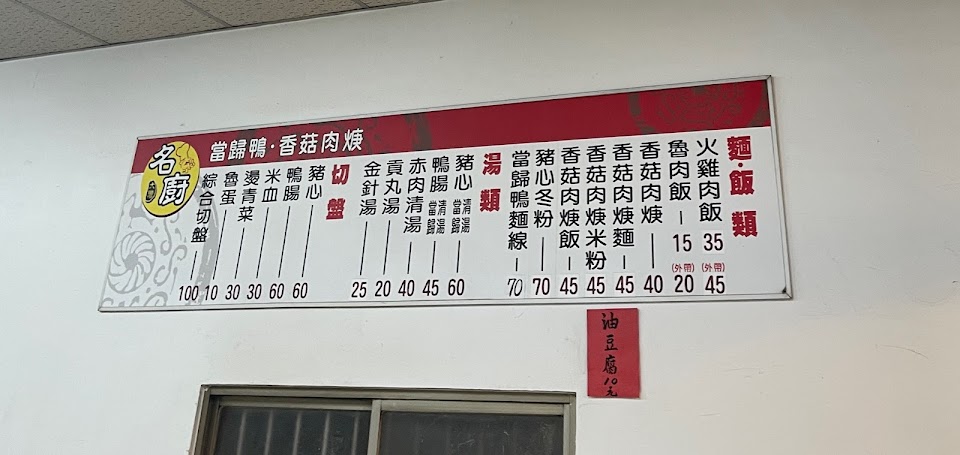 名廚
當歸鴨·香菇肉焿
麵·飯 類
火雞肉飯 35 (外帶) 45
魯肉飯 15 (外帶) 20
香菇肉焿 40
香菇肉焿麵 45
香菇肉焿米粉 45
香菇肉焿飯 45
豬心冬粉 70
當歸鴨麵線 70
湯 類
豬心 清湯 當歸 60
鴨腸 清湯 當歸 45
赤肉清湯 40
貢丸湯 20
金針湯 25
切盤
豬心 60
鴨腸 60
米血 30
燙青菜 30
魯蛋 10
綜合切盤 100
油豆腐10元